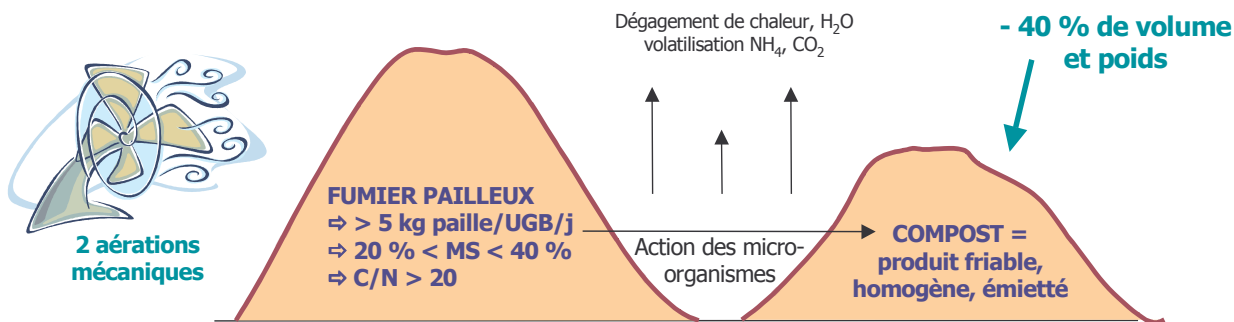 Dégagement de chaleur, H₂O
volatilisation NH₄, CO₂
- 40 % de volume
et poids
2 aérations
mécaniques
FUMIER PAILLEUX
⇨ > 5 kg paille/UGB/j
⇨ 20 % < MS < 40 %
⇨ C/N > 20
Action des micro-
organismes
COMPOST =
produit friable,
homogène, émietté